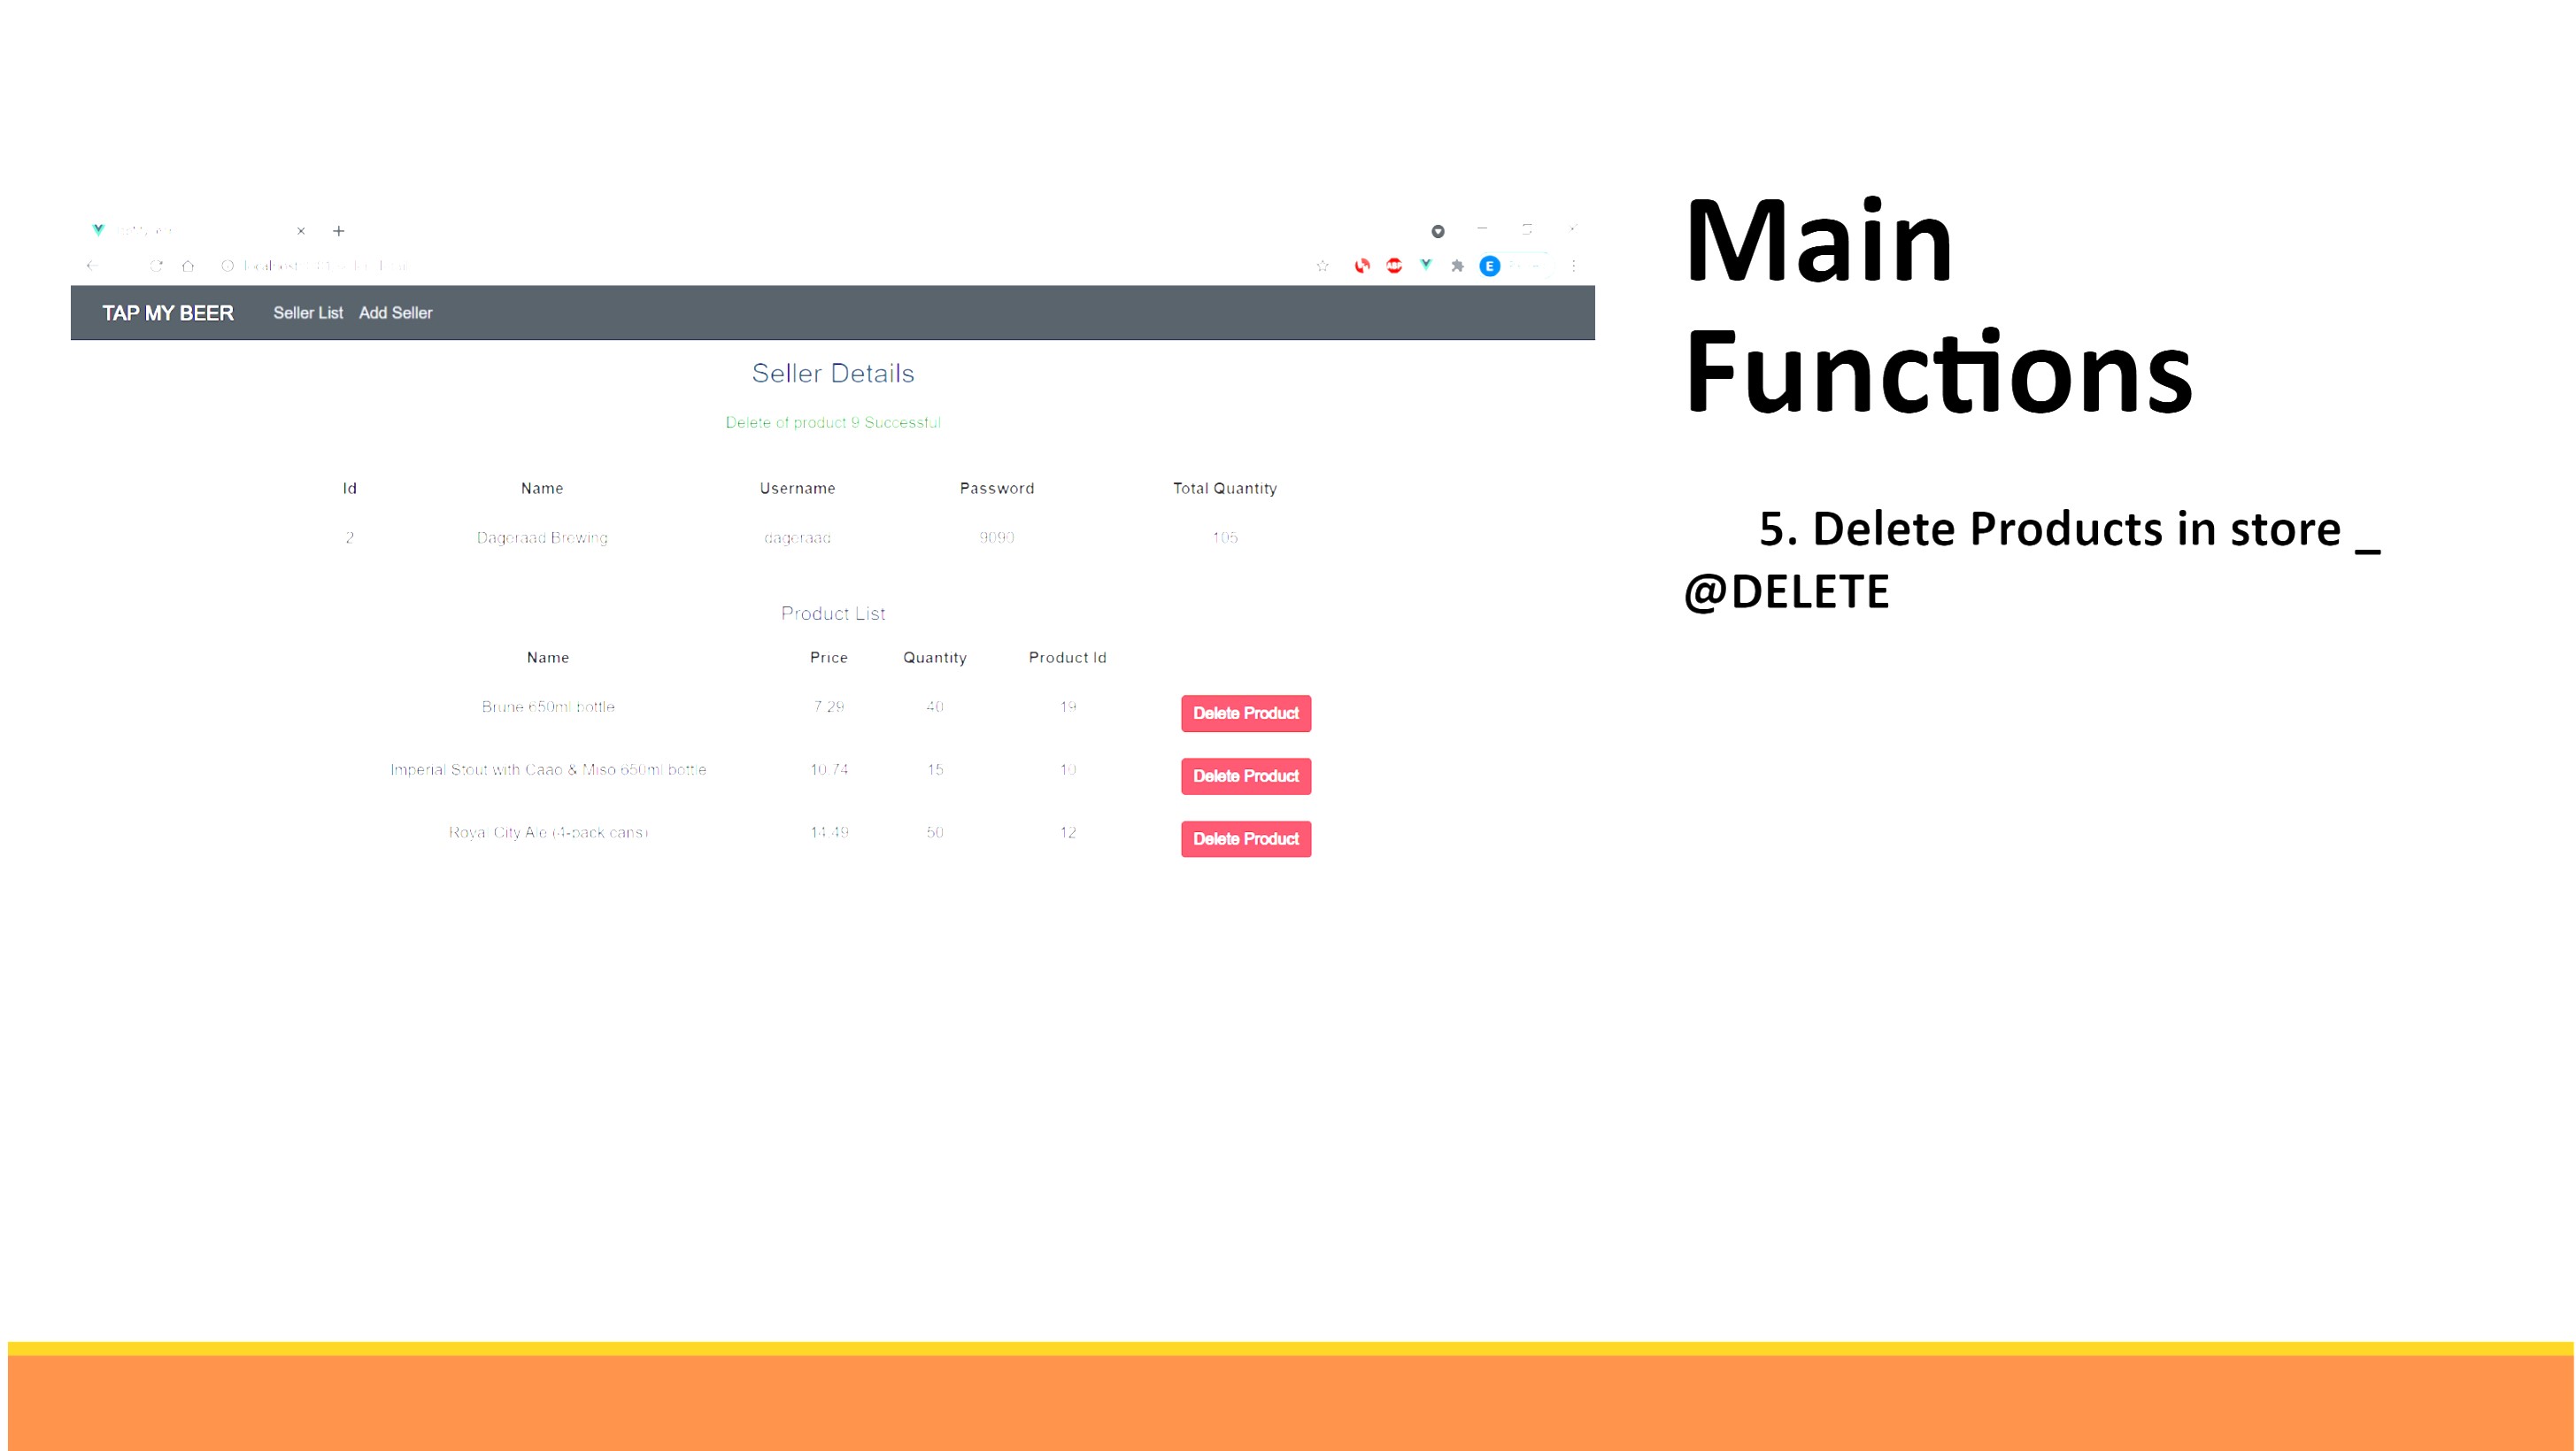 TAP MY BEER Seller List Add Seller
Seller Details
Delete of product 9 Successful
Id Name Username Password Total Quantity
2 Dageraad Brewing dageraad 9090 105
Product List
Name Price Quantity Product Id
Brune 650ml bottle 7.29 40 19 Delete Product
Imperial Stout with Caao & Miso 650ml bottle 10.74 15 10 Delete Product
Royal City Ale (4-pack cans) 14.49 50 12 Delete Product
Main
Functions
5. Delete Products in store _
@DELETE